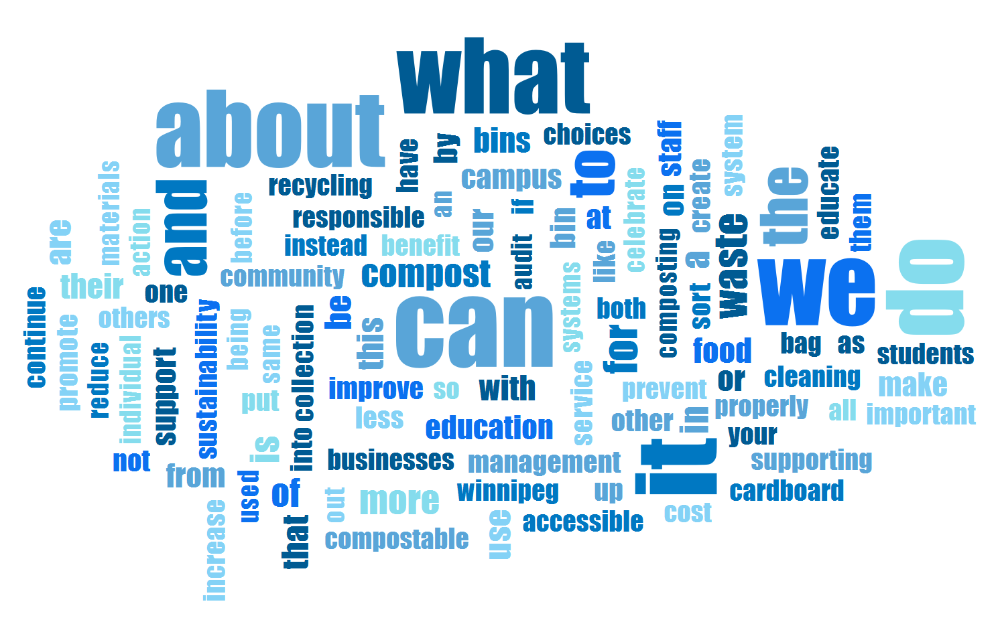 what
about
choices
bins
by
have
staff
system
to
campus
the
educate
create
materials
and
recycling
before
an
if
on
celebrate
them
are
action
responsible
our
bin
at
waste
instead
benefit
audit
like
composting
a
we
do
their
one
community
compost
can
systems
both
sort
continue
promote
others
sustainability
being
same
into collection
be
this
for
food
bag
as
students
reduce
individual
support
put
improve
so
with
service
prevent
or
cleaning
make
less
education
other
in
properly
all
important
your
not
is
businesses
management
it
supporting
from
used
of
out
more
winnipeg
up
cardboard
increase
that
compostable
use
accessible
cost